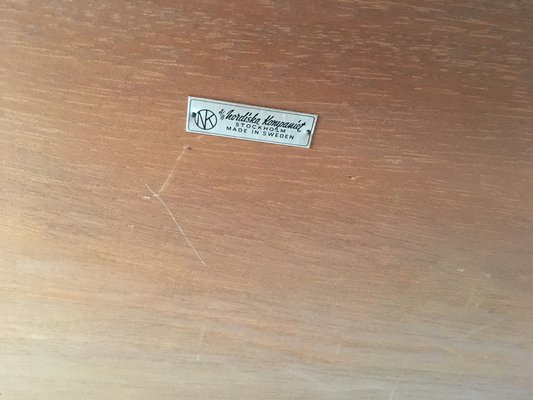 NK
A/B Nordiska Kompaniet
STOCKHOLM
MADE IN SWEDEN